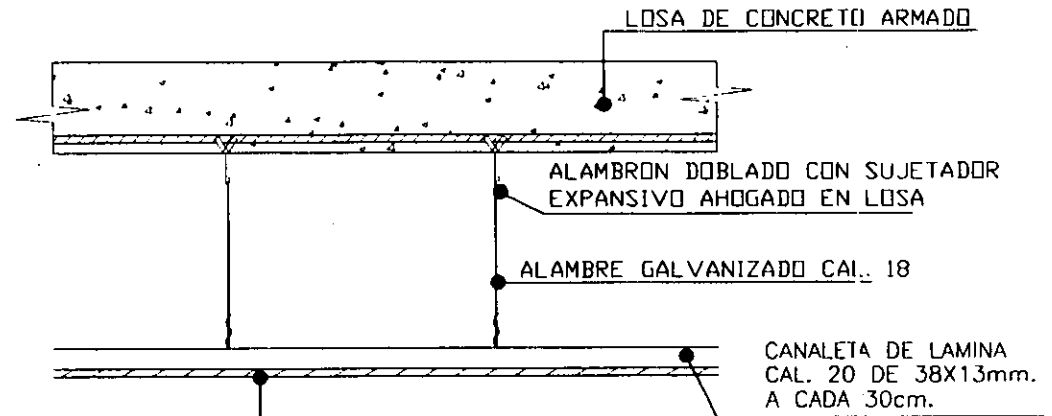 LOSA DE CONCRETO ARMADO
ALAMBRON DOBLADO CON SUJETADOR
EXPANSIVO AHOGADO EN LOSA
ALAMBRE GALVANIZADO CAL. 18
CANALETA DE LAMINA
CAL. 20 DE 38X13mm.
A CADA 30cm.